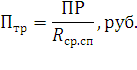 Птр = ПР / Rср.сп, руб.